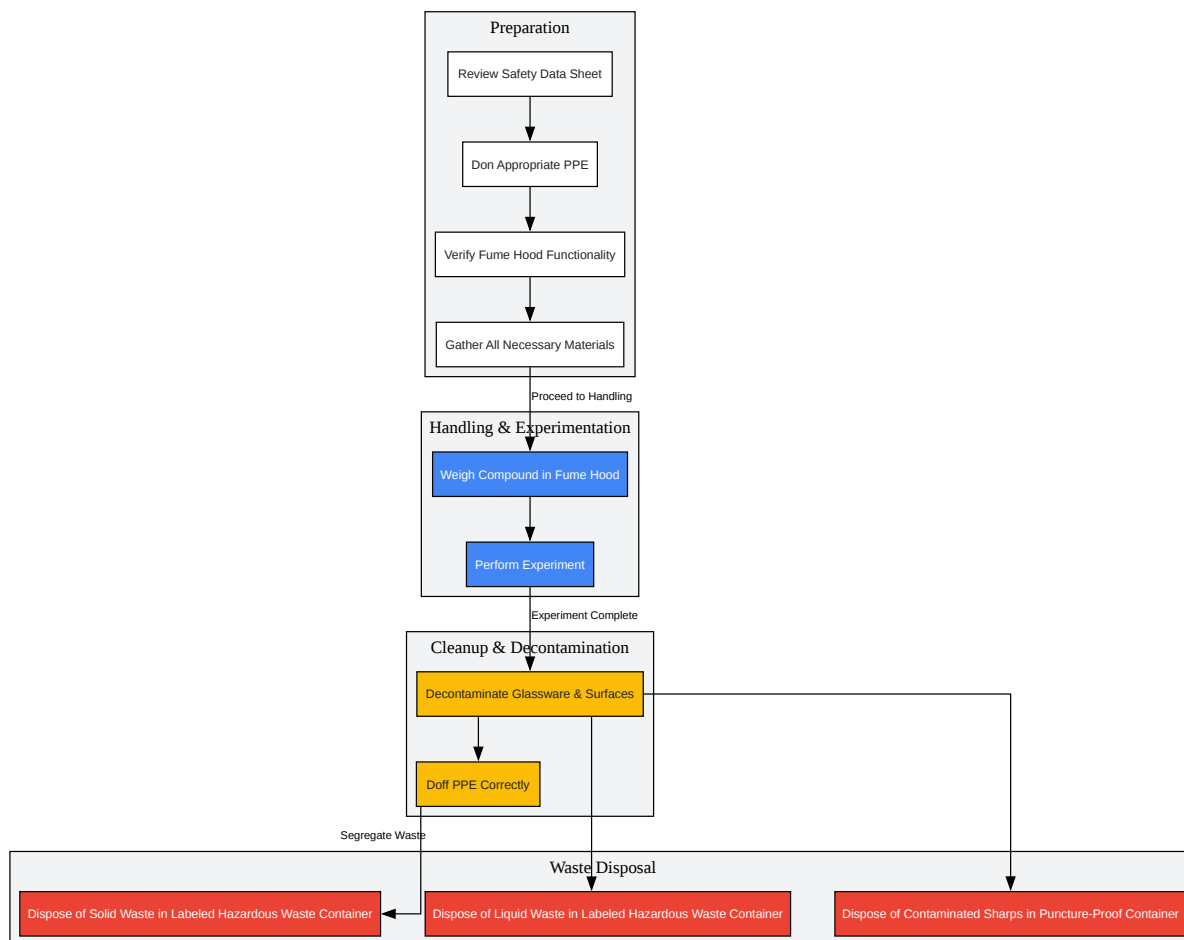 Preparation
Review Safety Data Sheet
Don Appropriate PPE
Verify Fume Hood Functionality
Gather All Necessary Materials
Proceed to Handling
Handling & Experimentation
Weigh Compound in Fume Hood
Perform Experiment
Experiment Complete
Cleanup & Decontamination
Decontaminate Glassware & Surfaces
Doff PPE Correctly
Segregate Waste
Waste Disposal
Dispose of Solid Waste in Labeled Hazardous Waste Container
Dispose of Liquid Waste in Labeled Hazardous Waste Container
Dispose of Contaminated Sharps in Puncture-Proof Container